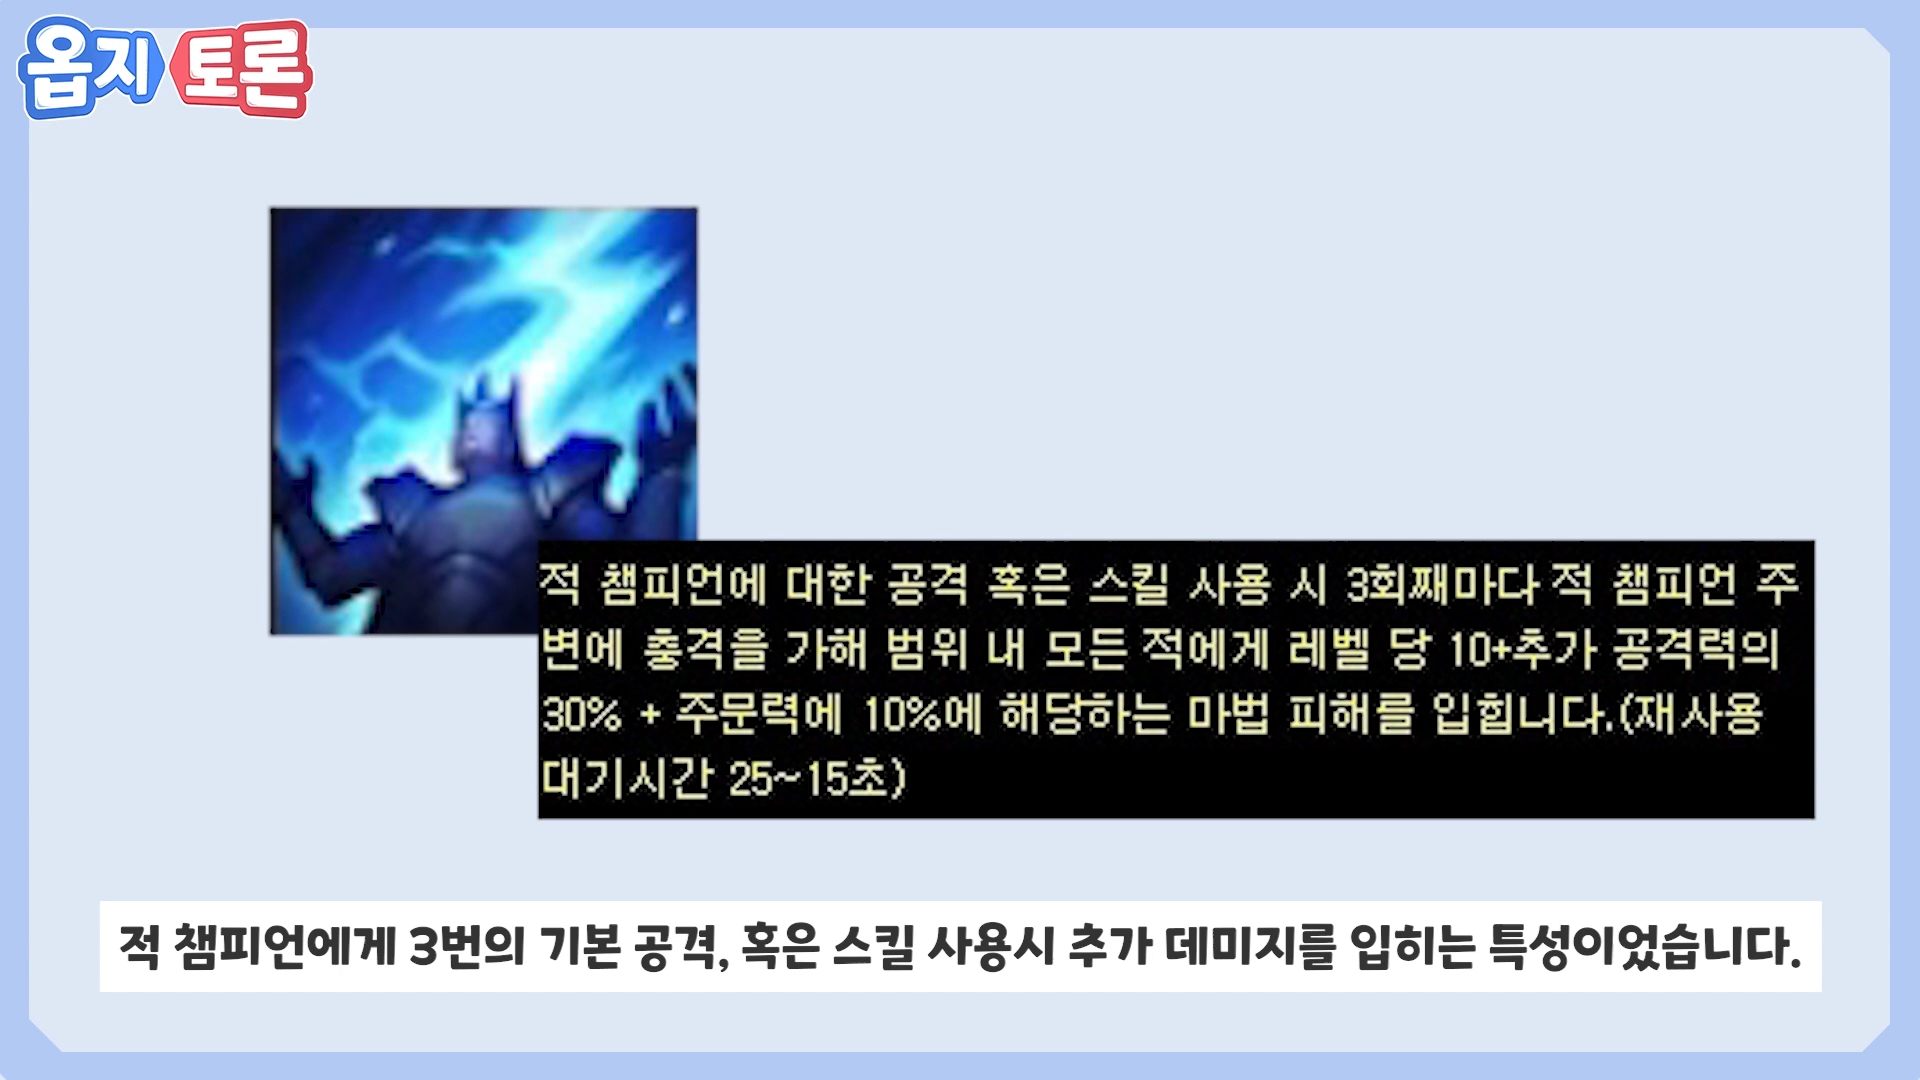 옵지 토론
적 챔피언에 대한 공격 혹은 스킬 사용 시 3회째마다 적 챔피언 주
변에 충격을 가해 범위 내 모든 적에게 레벨 당 10+추가 공격력의
30% + 주문력에 10%에 해당하는 마법 피해를 입힙니다.(재사용
대기시간 25~15초)
적 챔피언에게 3번의 기본 공격, 혹은 스킬 사용시 추가 데미지를 입히는 특성이었습니다.